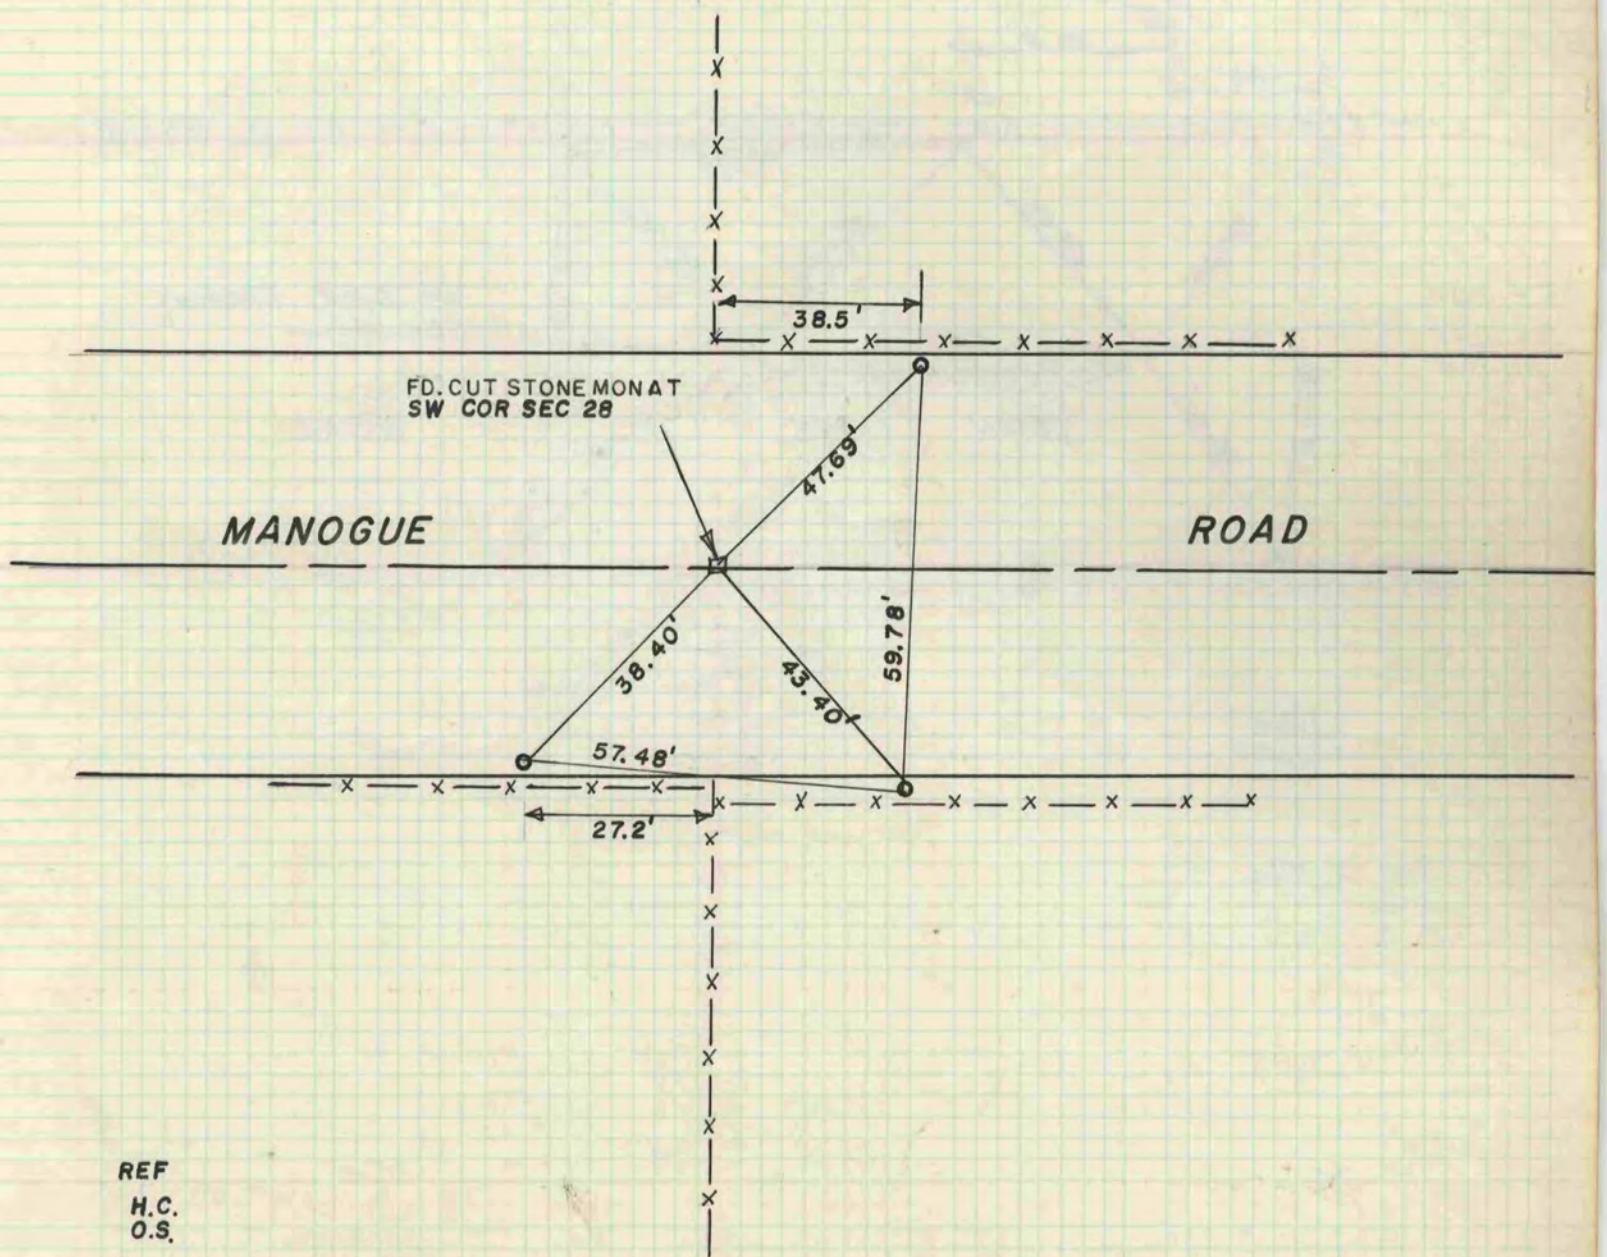 38.5'
FD. CUT STONE MON AT
SW COR SEC 28
47.69'
MANOGUE ROAD
38.40'
43.40'
59.78'
57.48'
27.2'
REF
H.C.
O.S.